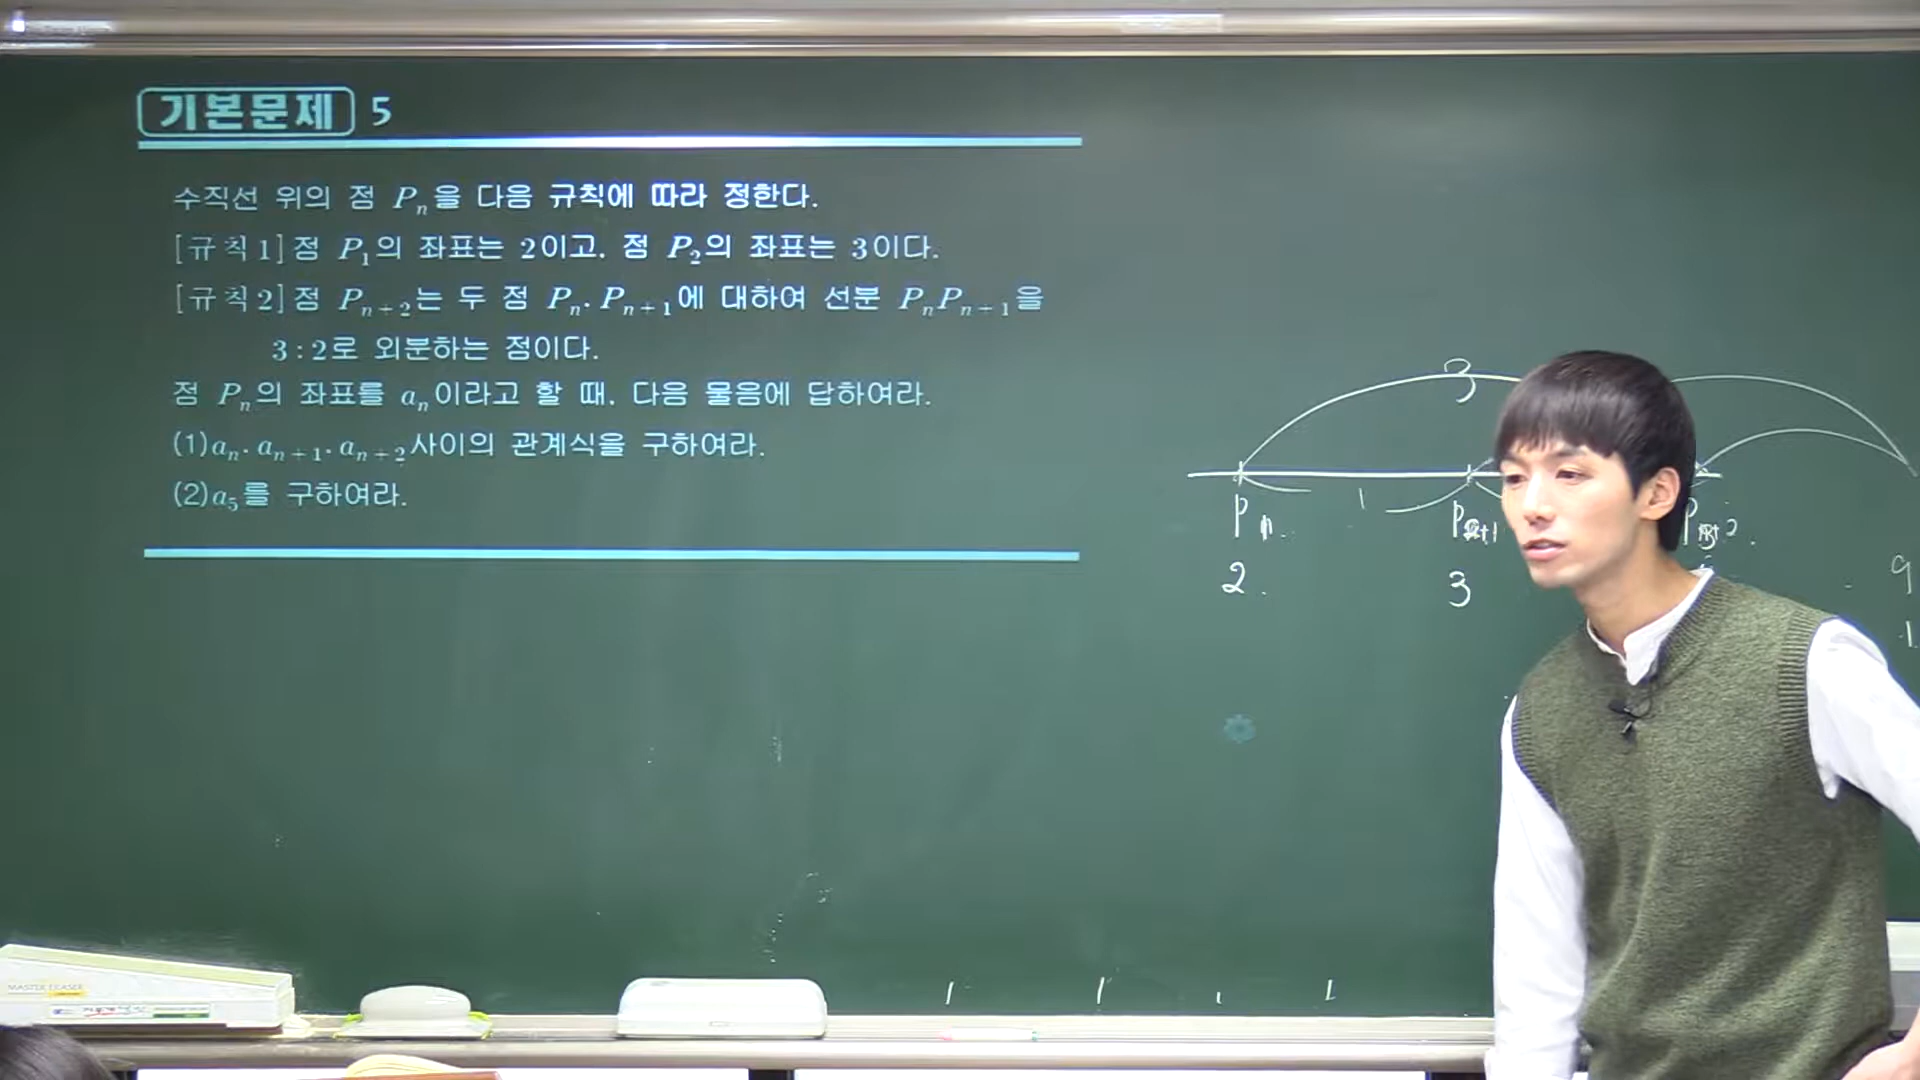 기본문제 5
수직선 위의 점 Pₙ을 다음 규칙에 따라 정한다.
[규칙1] 점 P₁의 좌표는 2이고, 점 P₂의 좌표는 3이다.
[규칙2] 점 Pₙ₊₂는 두 점 Pₙ, Pₙ₊₁에 대하여 선분 PₙPₙ₊₁을
3 : 2로 외분하는 점이다.
점 Pₙ의 좌표를 aₙ이라고 할 때, 다음 물음에 답하여라.
(1) aₙ, aₙ₊₁, aₙ₊₂ 사이의 관계식을 구하여라.
(2) a₅를 구하여라.
3
1
2 3 9
MASTER ERASER